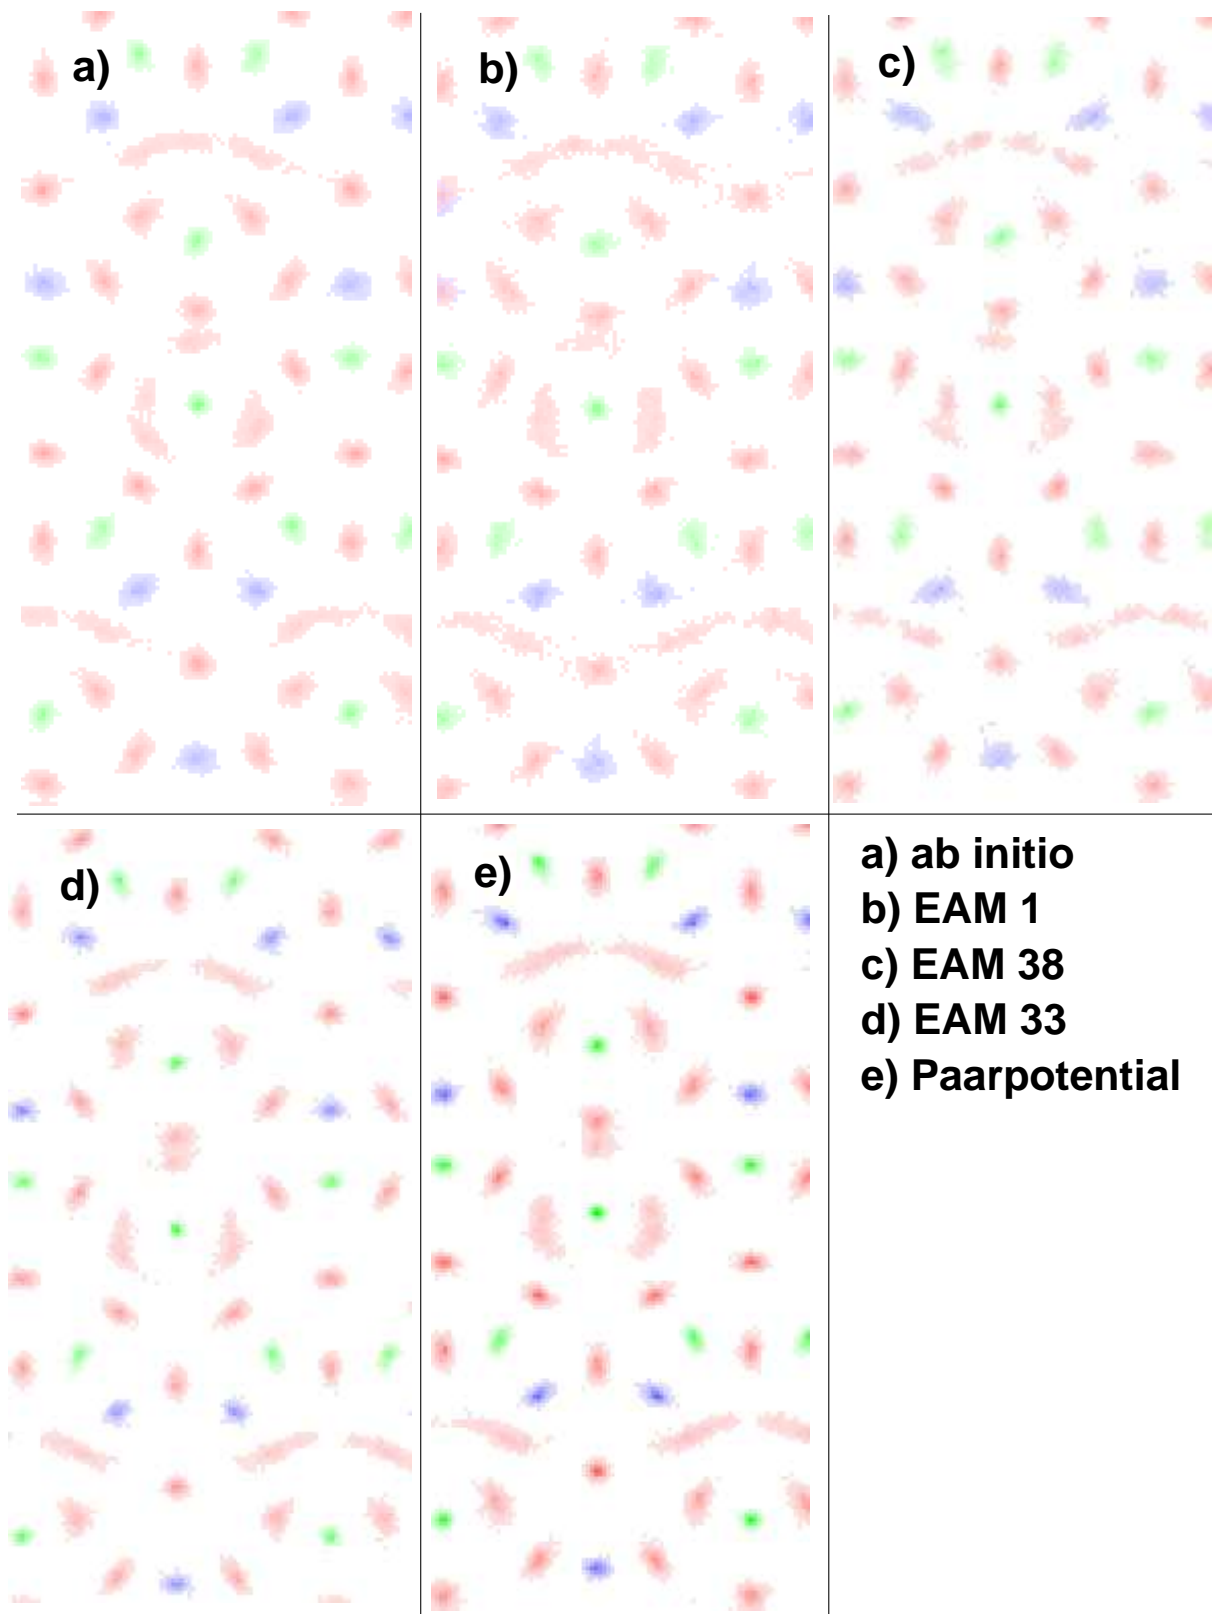 a)
b)
c)
d)
e)
a) ab initio
b) EAM 1
c) EAM 38
d) EAM 33
e) Paarpotential